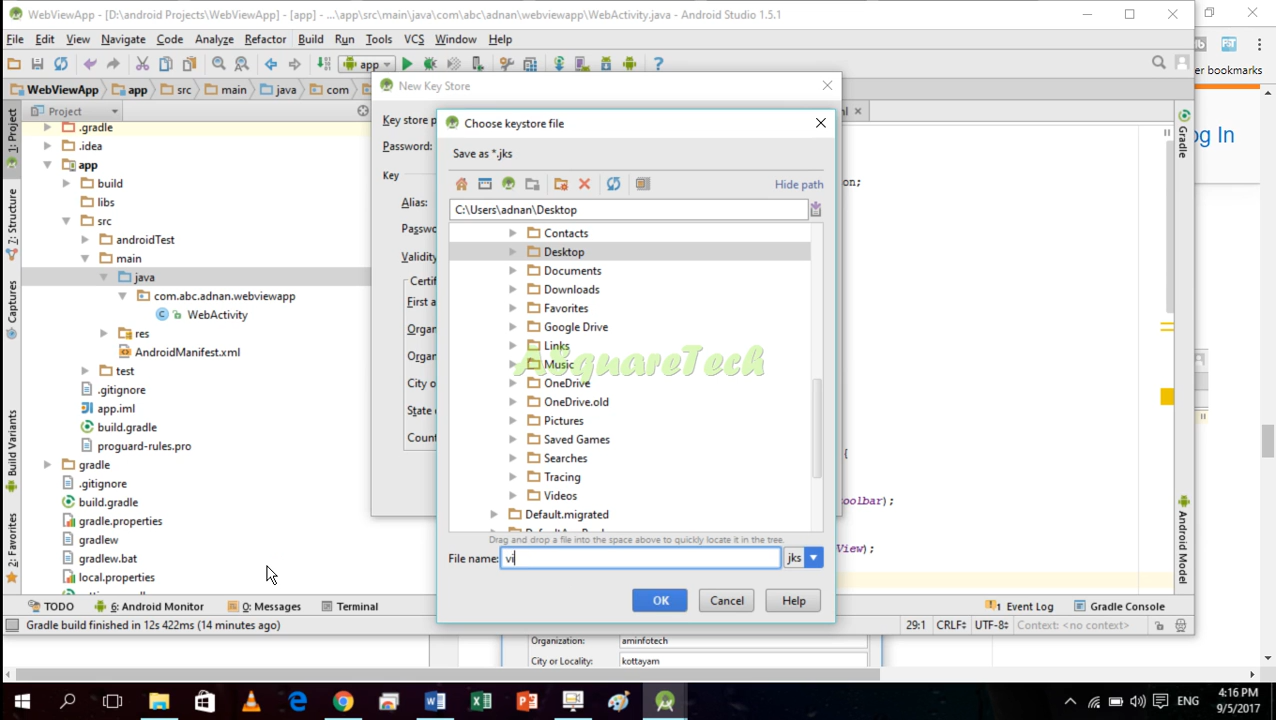 WebViewApp - [D:\android Projects\WebViewApp] - [app] - ...\app\src\main\java\com\abc\adnan\webviewapp\WebActivity.java - Android Studio 1.5.1
File Edit View Navigate Code Analyze Refactor Build Run Tools VCS Window Help
app
er bookmarks
WebViewApp app src main java com
New Key Store
Project
1: Project
7: Structure
Captures
Build Variants
2: Favorites
.gradle
.idea
app
build
libs
src
androidTest
main
java
com.abc.adnan.webviewapp
WebActivity
res
AndroidManifest.xml
test
.gitignore
app.iml
build.gradle
proguard-rules.pro
gradle
.gitignore
build.gradle
gradle.properties
gradlew
gradlew.bat
local.properties
Key store p
Password:
Key
Alias:
Passwo
Validity
Certif
First a
Organ
Organ
City o
State o
Count
Choose keystore file
Save as *.jks
Hide path
C:\Users\adnan\Desktop
Contacts
Desktop
Documents
Downloads
Favorites
Google Drive
Links
Music
OneDrive
OneDrive.old
Pictures
Saved Games
Searches
Tracing
Videos
Default.migrated
Drag and drop a file into the space above to quickly locate it in the tree.
File name: vi jks
OK Cancel Help
ASquareTech
on;
{
oolbar);
View);
Gradle
Android Model
og In
TODO 6: Android Monitor 0: Messages Terminal 1 Event Log Gradle Console
Gradle build finished in 12s 422ms (14 minutes ago) 29:1 CRLF UTF-8 Context: <no context>
Organization: aminfotech
City or Locality: kottayam
ENG
4:16 PM
9/5/2017